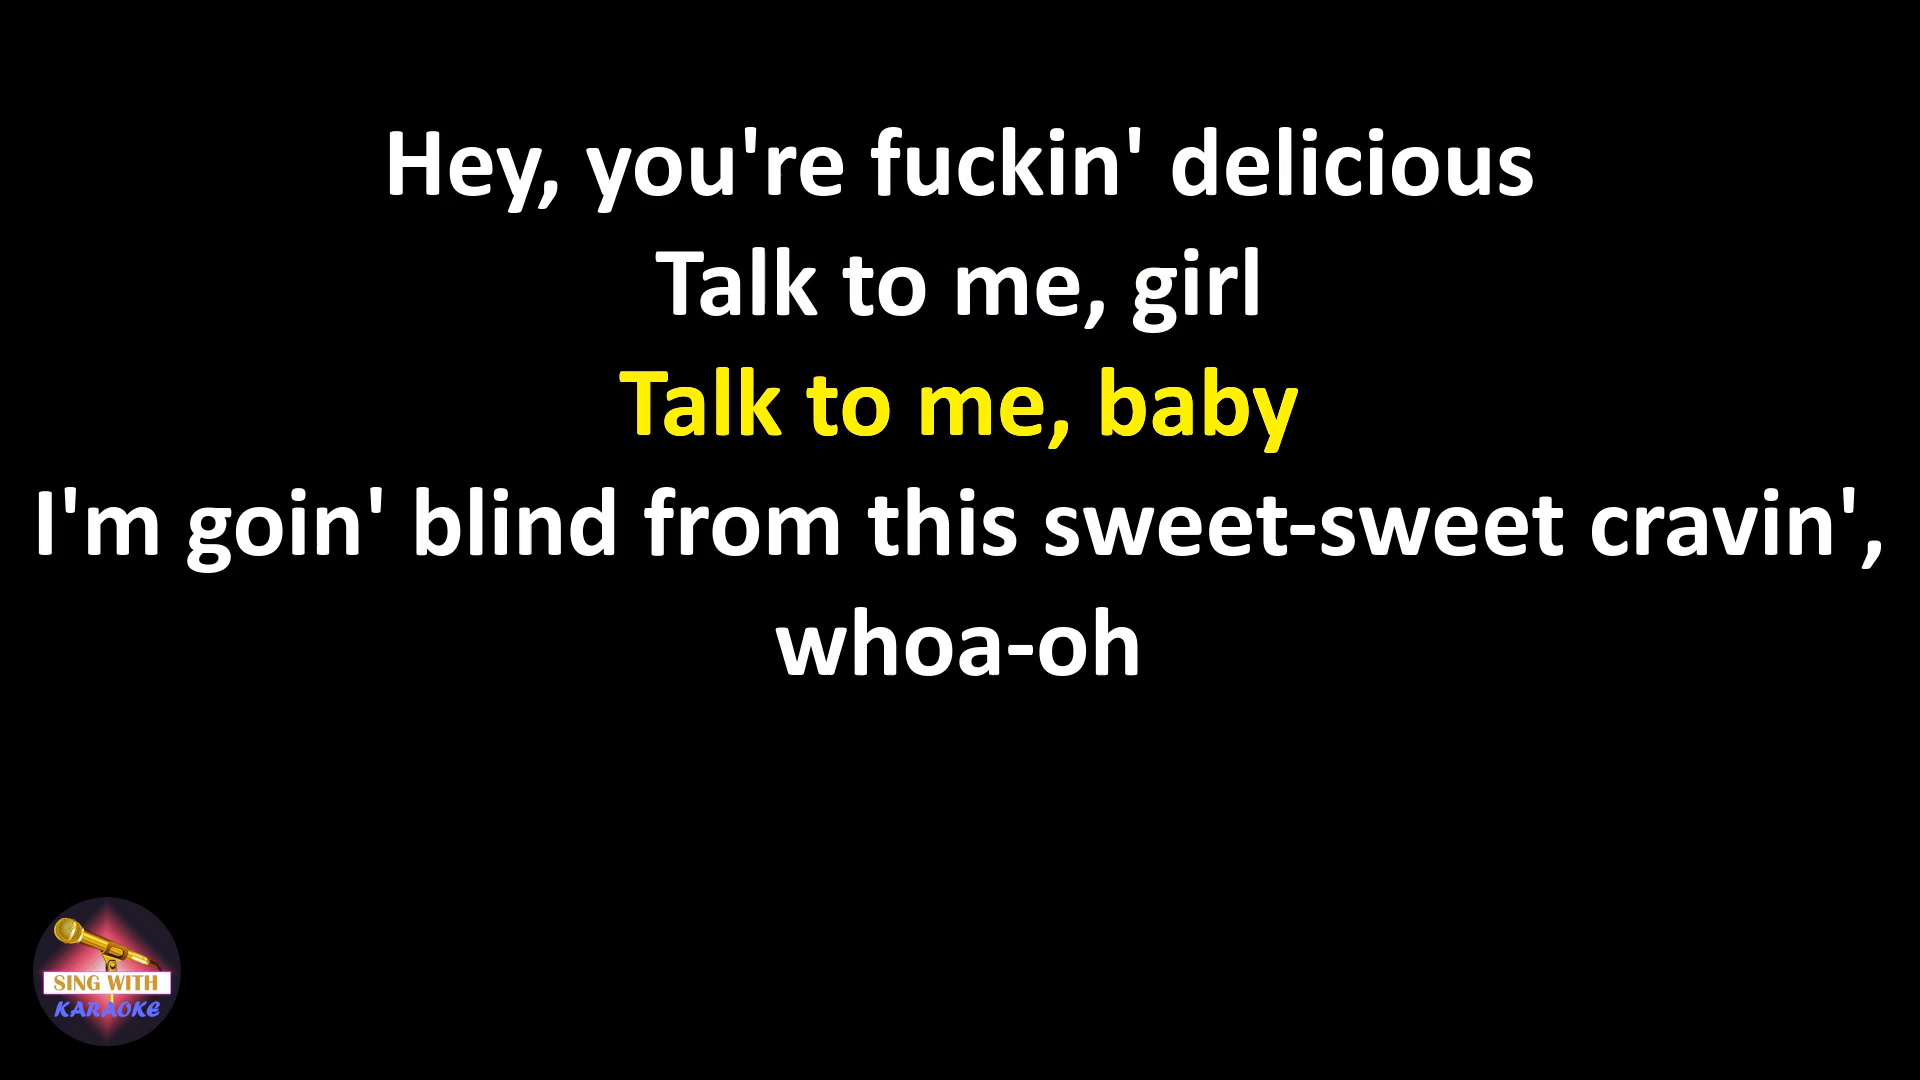 Hey, you're fuckin' delicious
Talk to me, girl
Talk to me, baby
I'm goin' blind from this sweet-sweet cravin',
whoa-oh
SING WITH
KARAOKE